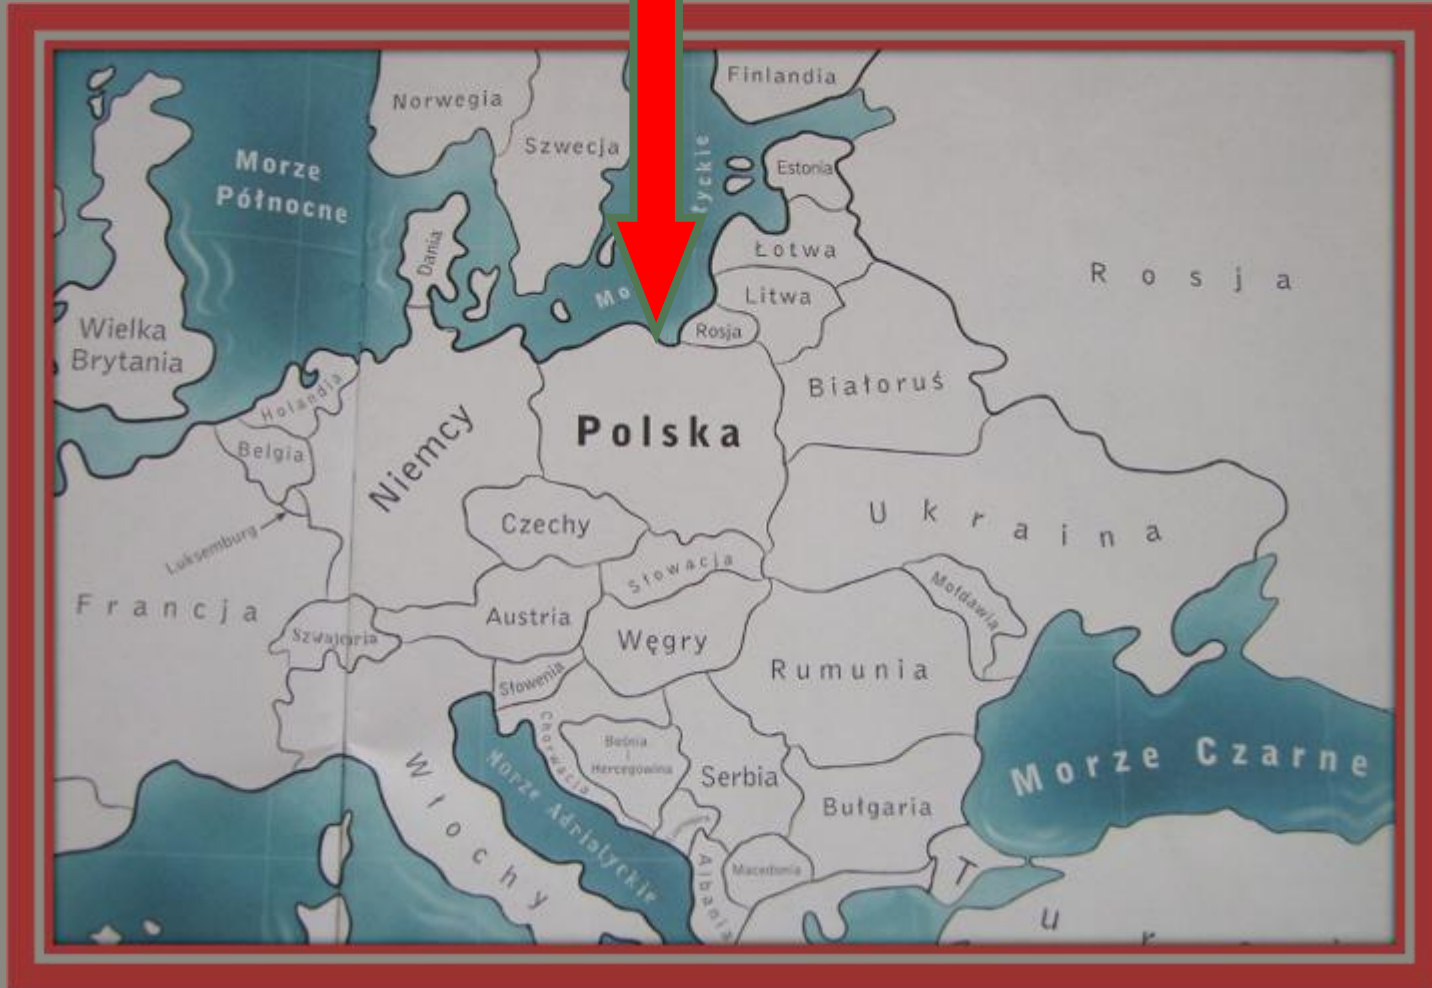 Finlandia
Norwegia
Szwecja
Morze
Północne
tyckie
Estonia
Dania
Łotwa
Rosja
Mo
Litwa
Rosja
Wielka
Brytania
Holandia
Białoruś
Belgia
Niemcy
Polska
Luksemburg
Czechy
Ukraina
Słowacja
Mołdawia
Francja
Szwajcaria
Austria
Węgry
Rumunia
Słowenia
Chorwacja
Bośnia
i
Hercegowina
Serbia
Morze Czarne
Włochy
Morze Adriatyckie
Bułgaria
Albania
Macedonia
T
u
r